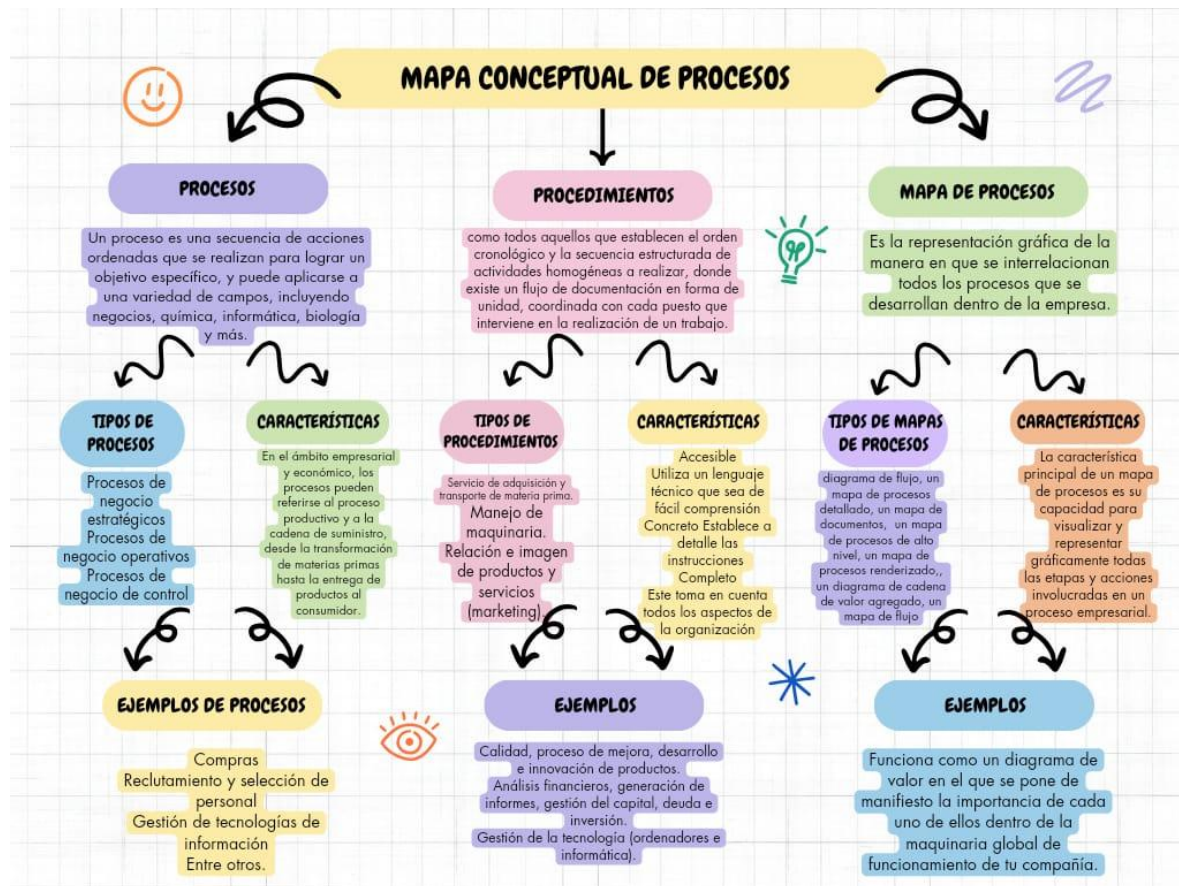 MAPA CONCEPTUAL DE PROCESOS
PROCESOS
Un proceso es una secuencia de acciones
ordenadas que se realizan para lograr un
objetivo específico, y puede aplicarse a
una variedad de campos, incluyendo
negocios, química, informática, biología
y más.
PROCEDIMIENTOS
como todos aquellos que establecen el orden
cronológico y la secuencia estructurada de
actividades homogéneas a realizar, donde
existe un flujo de documentación en forma de
unidad, coordinada con cada puesto que
interviene en la realización de un trabajo.
MAPA DE PROCESOS
Es la representación gráfica de la
manera en que se interrelacionan
todos los procesos que se
desarrollan dentro de la empresa.
TIPOS DE
PROCESOS
Procesos de
negocio
estratégicos
Procesos de
negocio operativos
Procesos de
negocio de control
CARACTERÍSTICAS
En el ámbito empresarial
y económico, los
procesos pueden
referirse al proceso
productivo y a la
cadena de suministro,
desde la transformación
de materias primas
hasta la entrega de
productos al
consumidor.
TIPOS DE
PROCEDIMIENTOS
Servicio de adquisición y
transporte de materia prima.
Manejo de
maquinaria.
Relación e imagen
de productos y
servicios
(marketing).
CARACTERÍSTICAS
Accesible
Utiliza un lenguaje
técnico que sea de
fácil comprensión
Concreto Establece a
detalle las
instrucciones
Completo
Este toma en cuenta
todos los aspectos de
la organización
TIPOS DE MAPAS
DE PROCESOS
diagrama de flujo, un
mapa de procesos
detallado, un mapa de
documentos, un mapa
de procesos de alto
nivel, un mapa de
procesos renderizado,,
un diagrama de cadena
de valor agregado, un
mapa de flujo
CARACTERÍSTICAS
La característica
principal de un mapa
de procesos es su
capacidad para
visualizar y
representar
gráficamente todas
las etapas y acciones
involucradas en un
proceso empresarial.
EJEMPLOS DE PROCESOS
Compras
Reclutamiento y selección de
personal
Gestión de tecnologías de
información
Entre otros.
EJEMPLOS
Calidad, proceso de mejora, desarrollo
e innovación de productos.
Análisis financieros, generación de
informes, gestión del capital, deuda e
inversión.
Gestión de la tecnología (ordenadores e
informática).
EJEMPLOS
Funciona como un diagrama de
valor en el que se pone de
manifiesto la importancia de cada
uno de ellos dentro de la
maquinaria global de
funcionamiento de tu compañía.